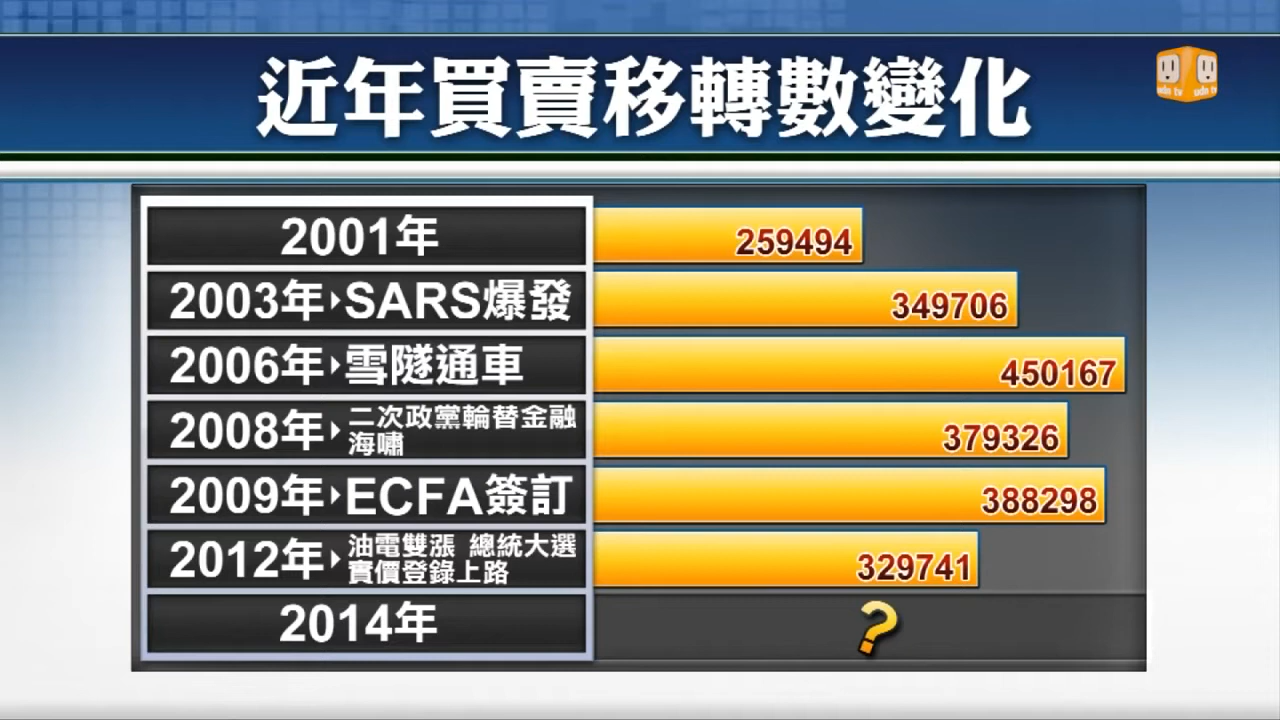 近年買賣移轉數變化
udn tv udn tv
2001年 259494
2003年 SARS爆發 349706
2006年 雪隧通車 450167
2008年 二次政黨輪替金融
海嘯 379326
2009年 ECFA簽訂 388298
2012年 油電雙漲 總統大選
實價登錄上路 329741
2014年 ?